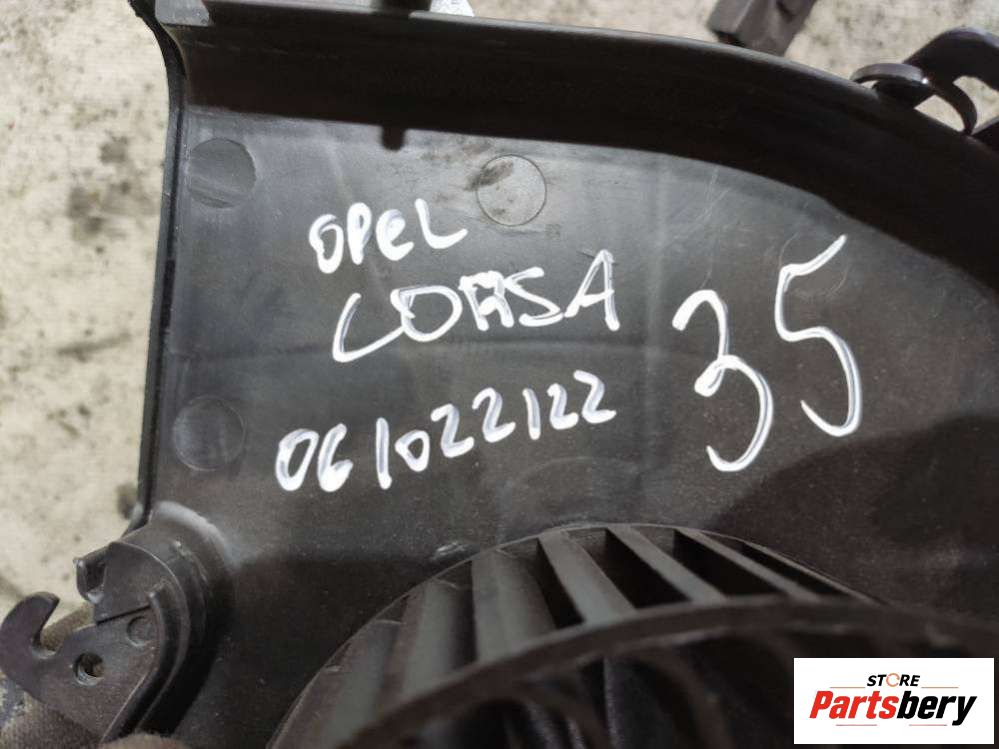 OPEL
CORSA
35
061022122
STORE
Partsbery